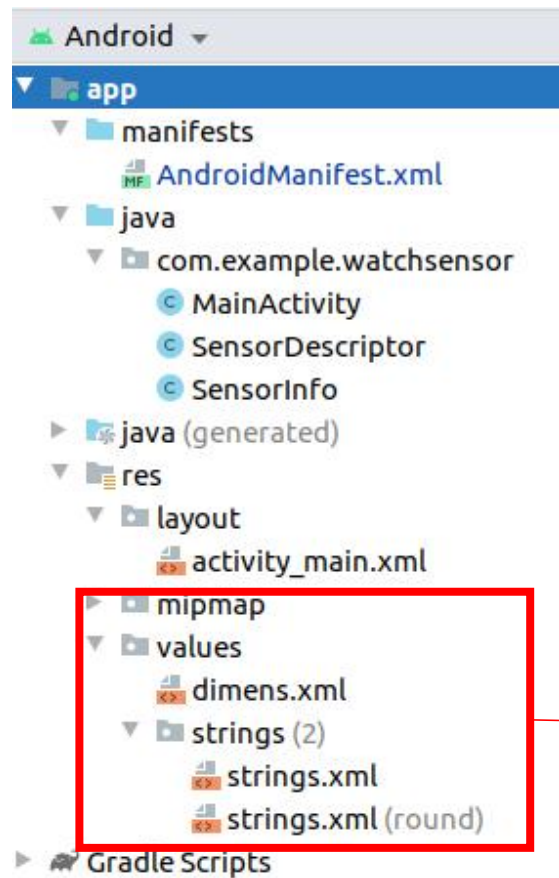 Android
app
manifests
MF AndroidManifest.xml
java
com.example.watchsensor
C MainActivity
C SensorDescriptor
C SensorInfo
java (generated)
res
layout
activity_main.xml
mipmap
values
dimens.xml
strings (2)
strings.xml
strings.xml (round)
Gradle Scripts